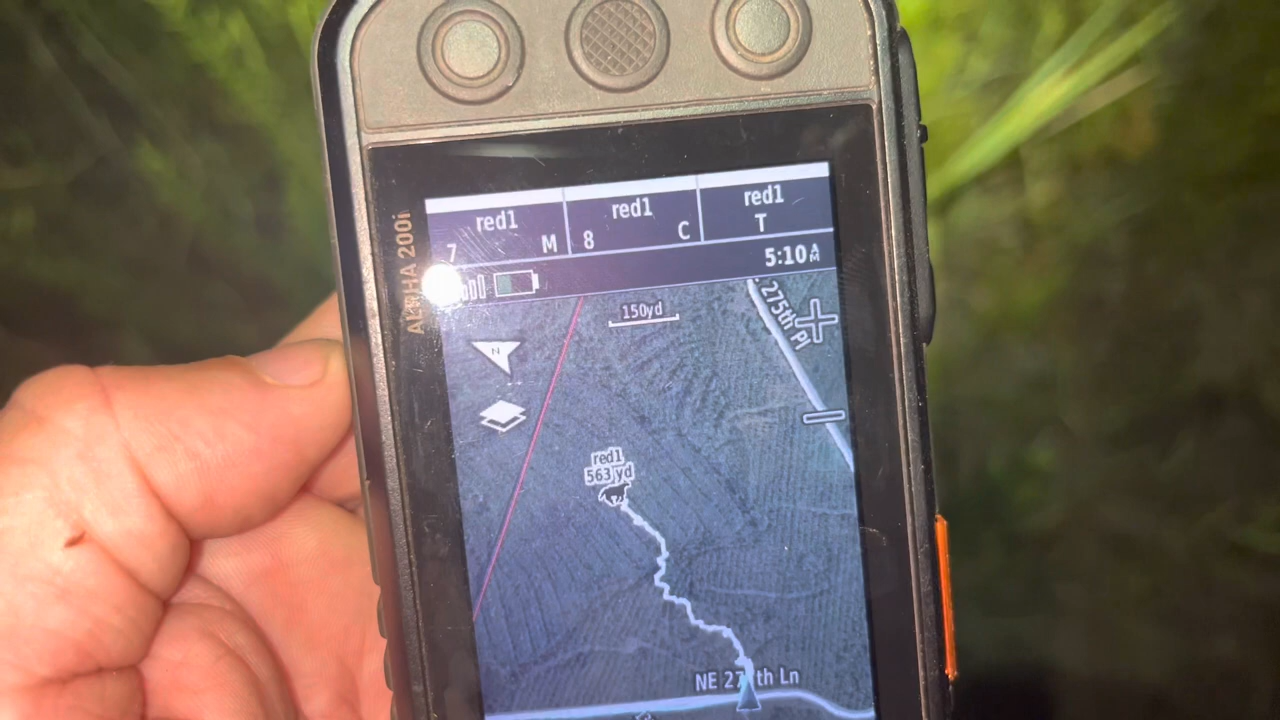 ALPHA 200i
red1
7 M
red1
8 C
red1
T
5:10 AM
150yd
275th Pl
N
red1
563 yd
th Ln
NE